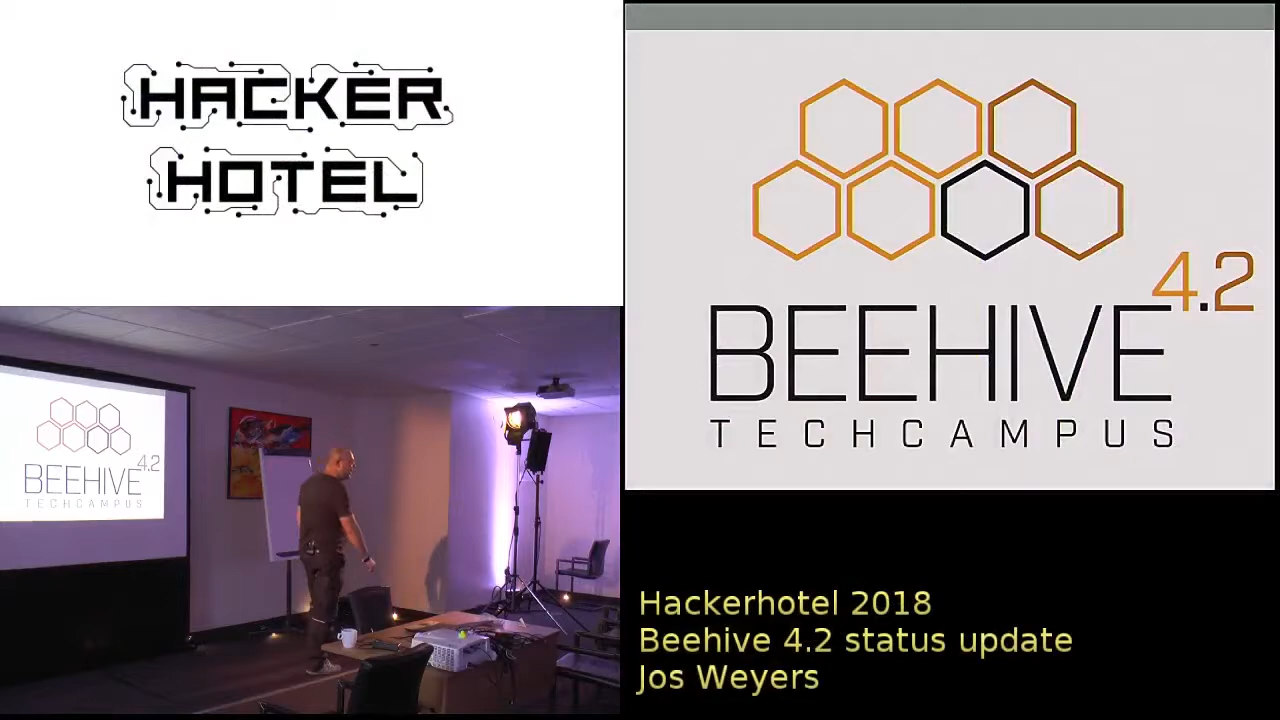 HACKER
HOTEL
4.2
BEEHIVE
TECHCAMPUS
4.2
BEEHIVE
TECHCAMPUS
Hackerhotel 2018
Beehive 4.2 status update
Jos Weyers